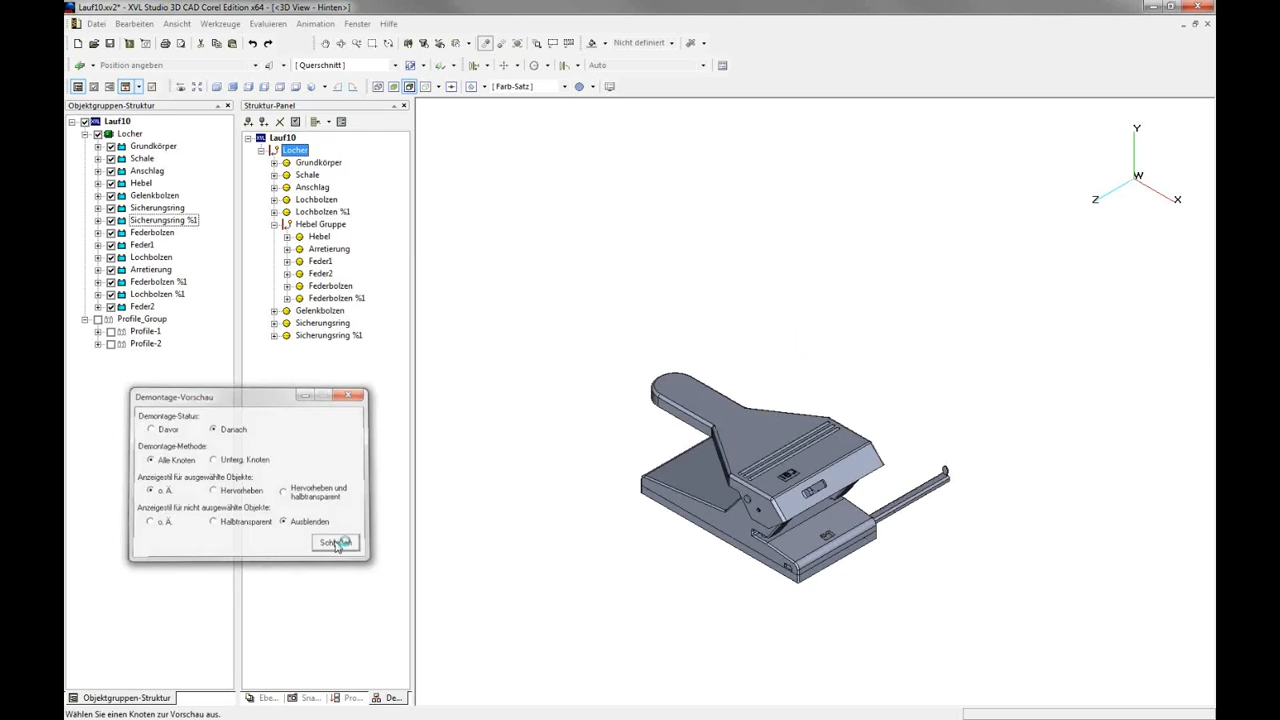 Lauf10.xv2* - XVL Studio 3D CAD Corel Edition x64 - [<3D View - Hinten>]
Datei Bearbeiten Ansicht Werkzeuge Evaluieren Animation Fenster Hilfe
Nicht definiert
Position angeben [ Querschnitt ] Auto
[ Farb-Satz ]
Objektgruppen-Struktur
Lauf10
Locher
Grundkörper
Schale
Anschlag
Hebel
Gelenkbolzen
Sicherungsring
Sicherungsring %1
Federbolzen
Feder1
Lochbolzen
Arretierung
Federbolzen %1
Lochbolzen %1
Feder2
Profile_Group
Profile-1
Profile-2
Struktur-Panel
Lauf10
Locher
Grundkörper
Schale
Anschlag
Lochbolzen
Lochbolzen %1
Hebel Gruppe
Hebel
Arretierung
Feder1
Feder2
Federbolzen
Federbolzen %1
Gelenkbolzen
Sicherungsring
Sicherungsring %1
Demontage-Vorschau
Demontage-Status:
Davor Danach
Demontage-Methode:
Alle Knoten Unterg. Knoten
Anzeigestil für ausgewählte Objekte:
o. Ä. Hervorheben Hervorheben und halbtransparent
Anzeigestil für nicht ausgewählte Objekte:
o. Ä. Halbtransparent Ausblenden
Y
W
Z X
Objektgruppen-Struktur Ebe... Sna... Pro... De...
Wählen Sie einen Knoten zur Vorschau aus.